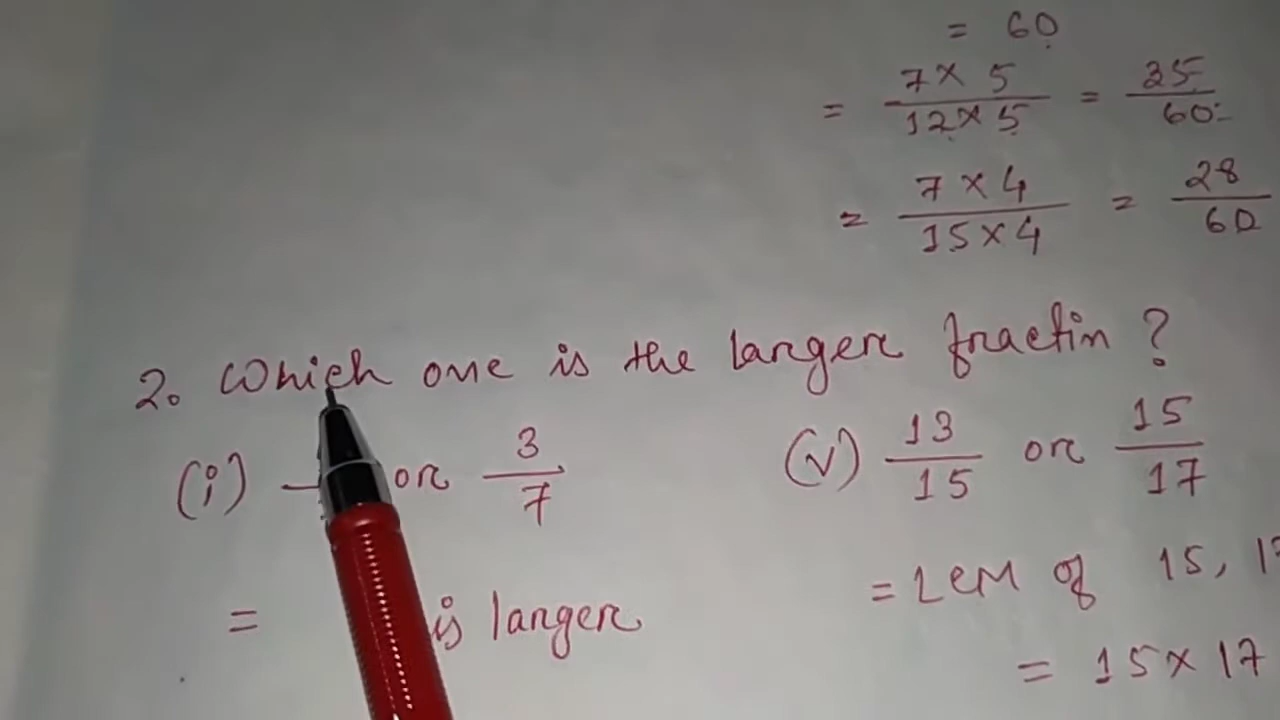 = 60
= 7 × 5 / 12 × 5 = 35 / 60
= 7 × 4 / 15 × 4 = 28 / 60
2. Which one is the larger fractin ?
(i) or 3/7
(v) 13/15 or 15/17
= is larger
= LCM of 15,
= 15 × 17